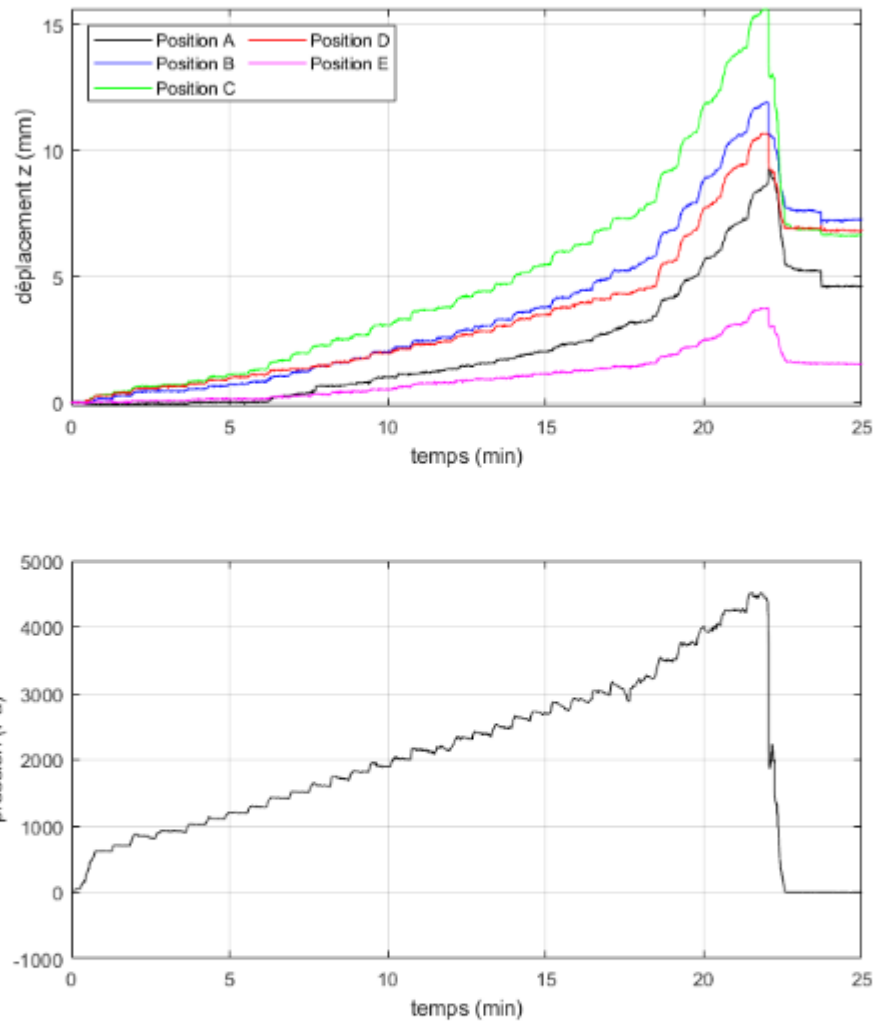 15
10
5
0
Position A
Position B
Position C
Position D
Position E
déplacement z (mm)
0 5 10 15 20 25
temps (min)
5000
4000
3000
2000
1000
0
-1000
0 5 10 15 20 25
temps (min)